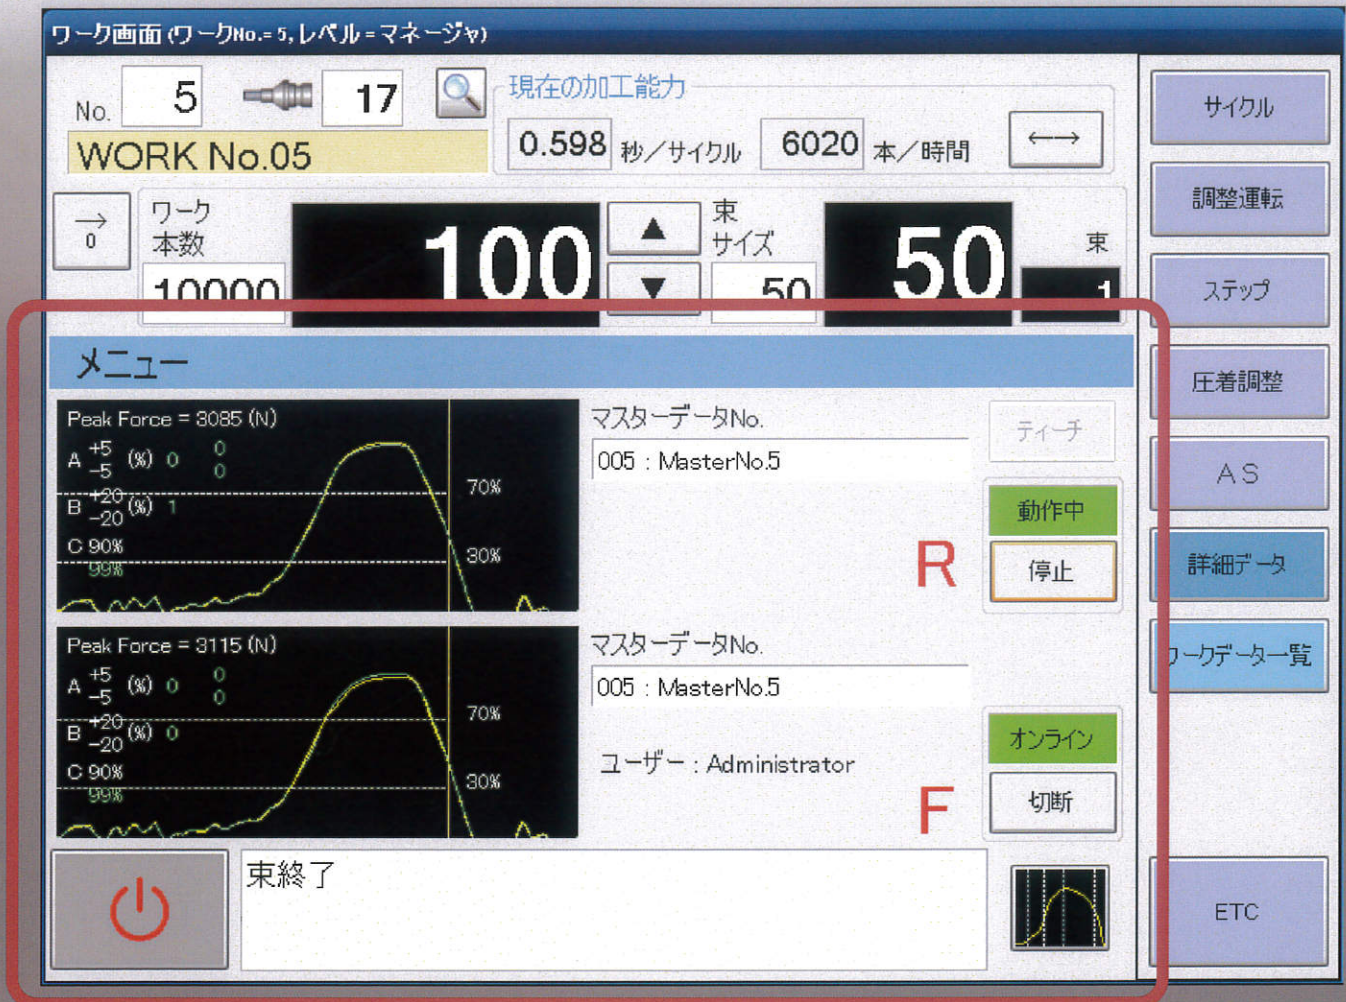 ワーク画面 (ワークNo.= 5, レベル = マネージャ)
No. 5 17
WORK No.05
現在の加工能力
0.598 秒／サイクル 6020 本／時間 ←→
→
0
ワーク
本数
10000
100
▲
▼
束
サイズ
50
50
束
1
メニュー
Peak Force = 3085 (N)
A +5 -5 (%) 0 0 0
B +20 -20 (%) 1
C 90%
99%
70%
30%
マスターデータNo.
005 : MasterNo.5
ティーチ
動作中
R
停止
Peak Force = 3115 (N)
A +5 -5 (%) 0 0 0
B +20 -20 (%) 0
C 90%
99%
70%
30%
マスターデータNo.
005 : MasterNo.5
ユーザー : Administrator
オンライン
F
切断
束終了
サイクル
調整運転
ステップ
圧着調整
AS
詳細データ
ワークデータ一覧
ETC